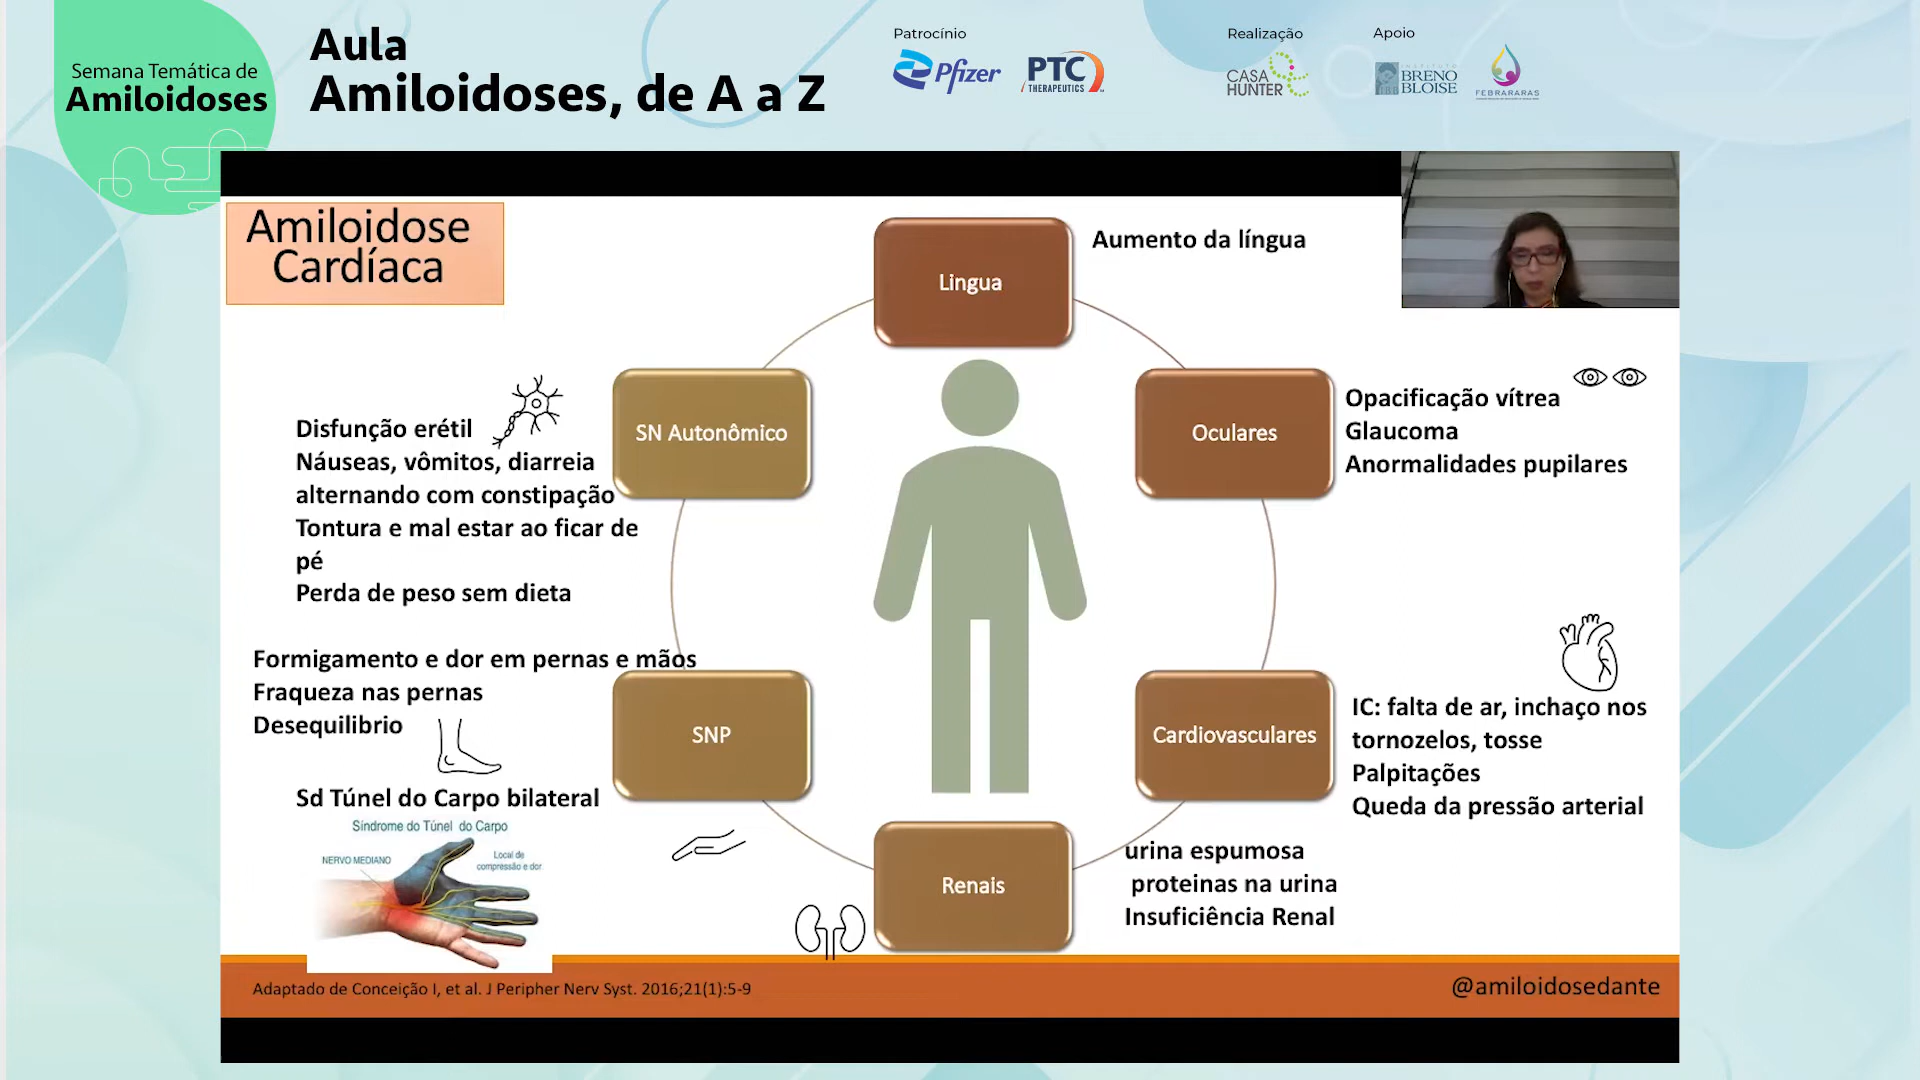 Semana Temática de
Amiloidoses
Aula
Amiloidoses, de A a Z
Patrocínio
Pfizer
PTC
THERAPEUTICS
Realização
CASA
HUNTER
Apoio
INSTITUTO
BRENO
BLOISE
FEBRARARAS
Amiloidose
Cardíaca
Lingua
Aumento da língua
SN Autonômico
Disfunção erétil
Náuseas, vômitos, diarreia
alternando com constipação
Tontura e mal estar ao ficar de
pé
Perda de peso sem dieta
Oculares
Opacificação vítrea
Glaucoma
Anormalidades pupilares
Formigamento e dor em pernas e mãos
Fraqueza nas pernas
Desequilibrio
SNP
Sd Túnel do Carpo bilateral
Síndrome do Túnel do Carpo
NERVO MEDIANO
Local de
compressão e dor
Cardiovasculares
IC: falta de ar, inchaço nos
tornozelos, tosse
Palpitações
Queda da pressão arterial
Renais
urina espumosa
proteinas na urina
Insuficiência Renal
Adaptado de Conceição I, et al. J Peripher Nerv Syst. 2016;21(1):5-9
@amiloidosedante